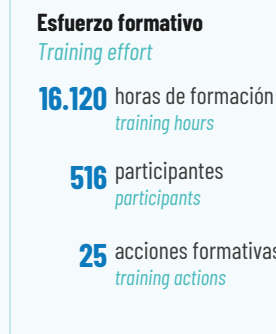 Esfuerzo formativo
Training effort
16.120 horas de formación
training hours
516 participantes
participants
25 acciones formativas
training actions